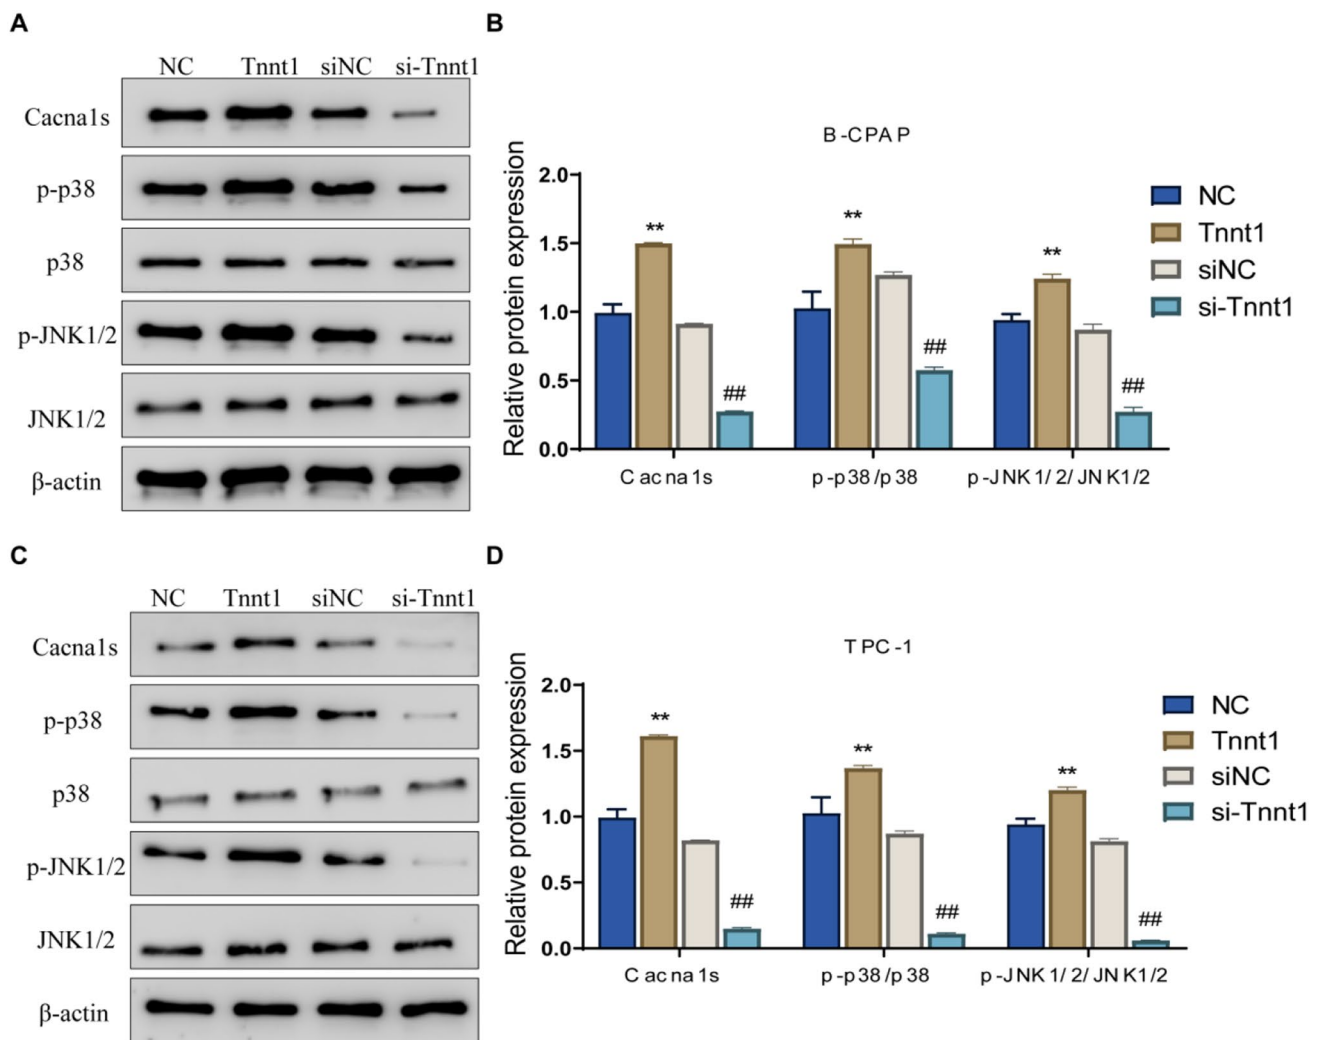 A
NC Tnnt1 siNC si-Tnnt1
Cacna1s
p-p38
p38
p-JNK1/2
JNK1/2
β-actin
B
B-CPAP
Relative protein expression
2.0
1.5
1.0
0.5
0.0
** ## ** ## ** ##
Cacna1s p-p38/p38 p-JNK1/2/JNK1/2
NC
Tnnt1
siNC
si-Tnnt1
C
NC Tnnt1 siNC si-Tnnt1
Cacna1s
p-p38
p38
p-JNK1/2
JNK1/2
β-actin
D
TPC-1
Relative protein expression
2.0
1.5
1.0
0.5
0.0
** ## ** ## ** ##
Cacna1s p-p38/p38 p-JNK1/2/JNK1/2
NC
Tnnt1
siNC
si-Tnnt1